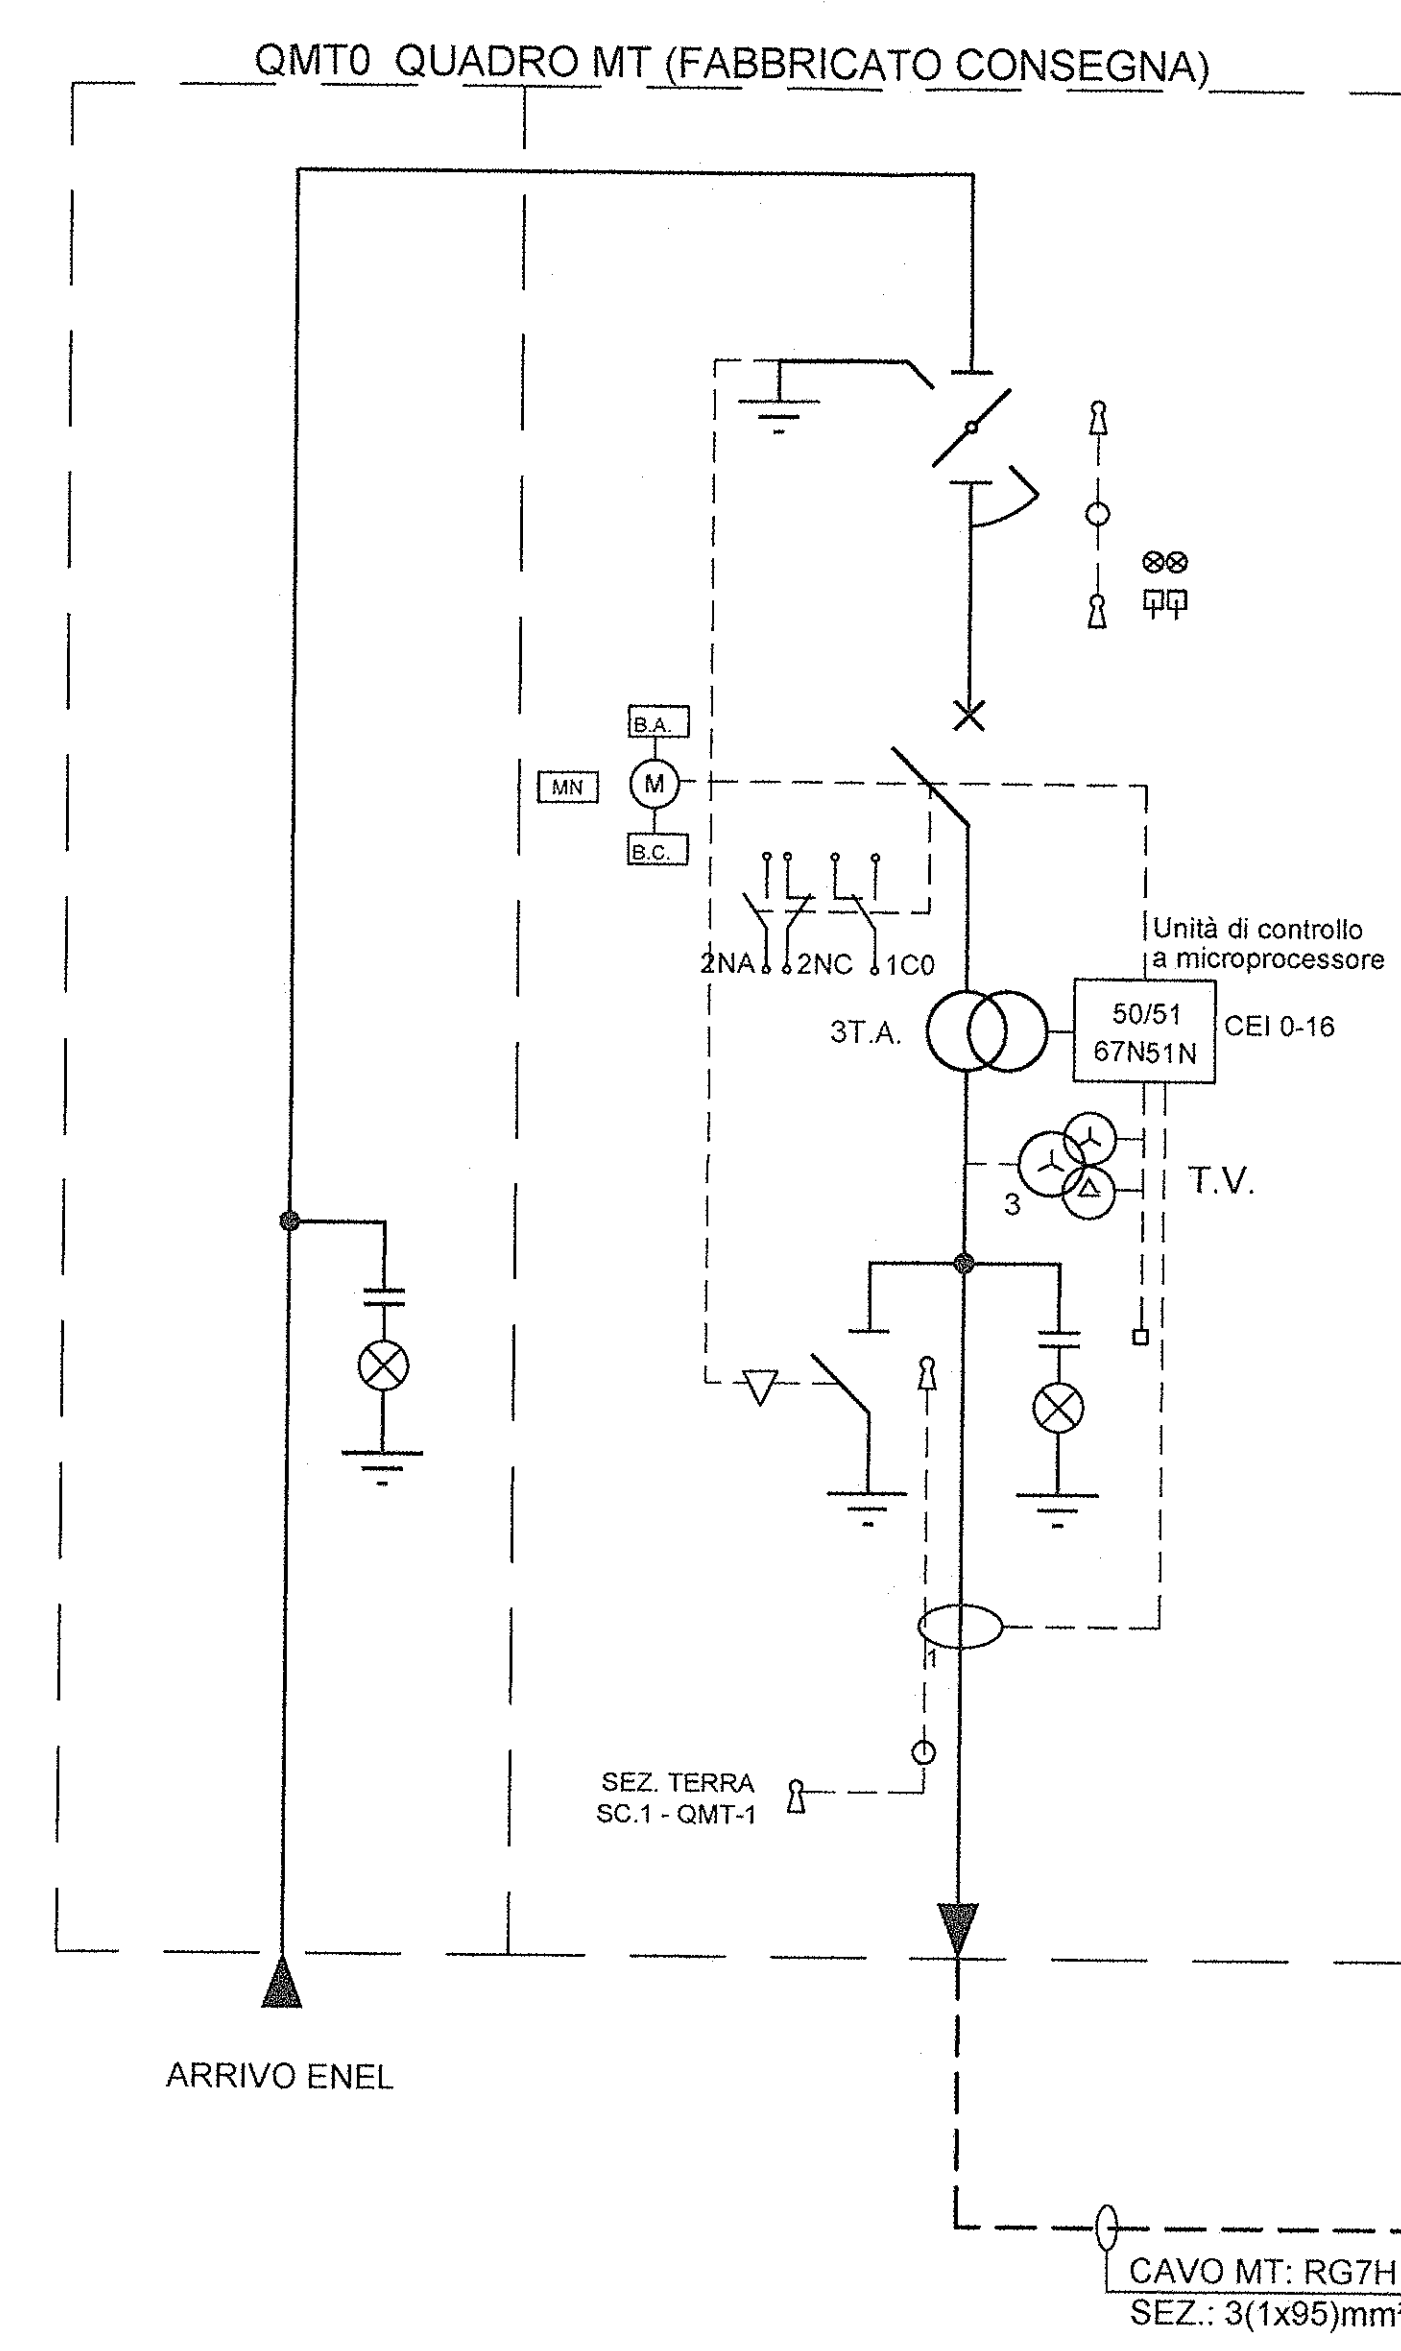 QMT0 QUADRO MT (FABBRICATO CONSEGNA)
B.A.
MN
M
B.C.
2NA
2NC
1C0
Unità di controllo
a microprocessore
3T.A.
50/51
67N51N
CEI 0-16
T.V.
3
1
SEZ. TERRA
SC.1 - QMT-1
ARRIVO ENEL
CAVO MT: RG7H
SEZ.: 3(1x95)mm²